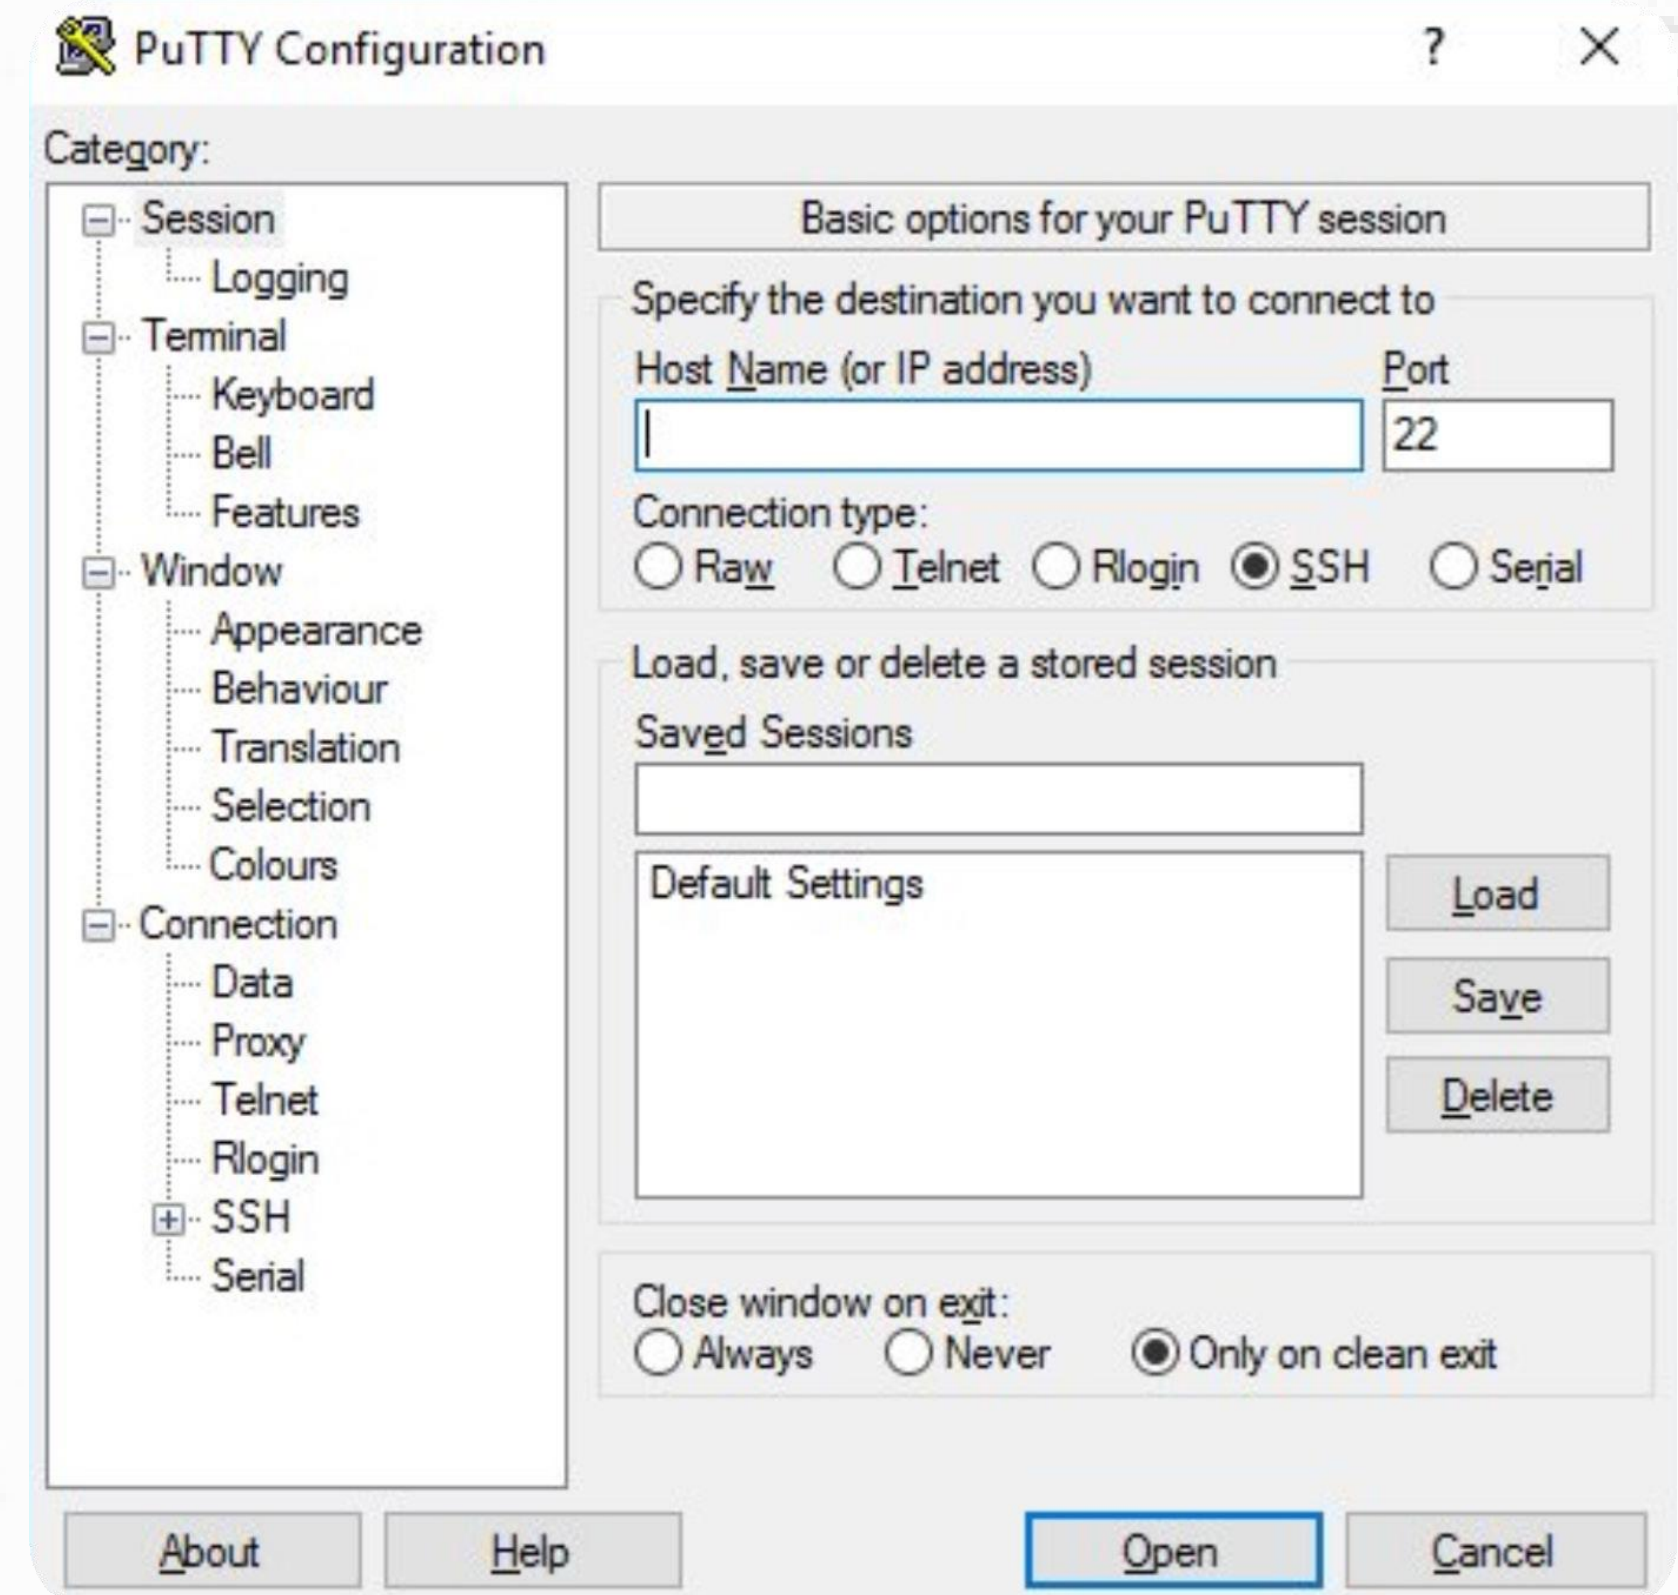 PuTTY Configuration
?
Category:
Session
Logging
Terminal
Keyboard
Bell
Features
Window
Appearance
Behaviour
Translation
Selection
Colours
Connection
Data
Proxy
Telnet
Rlogin
SSH
Serial
Basic options for your PuTTY session
Specify the destination you want to connect to
Host Name (or IP address) Port
22
Connection type:
Raw Telnet Rlogin SSH Serial
Load, save or delete a stored session
Saved Sessions
Default Settings
Load
Save
Delete
Close window on exit:
Always Never Only on clean exit
About Help Open Cancel